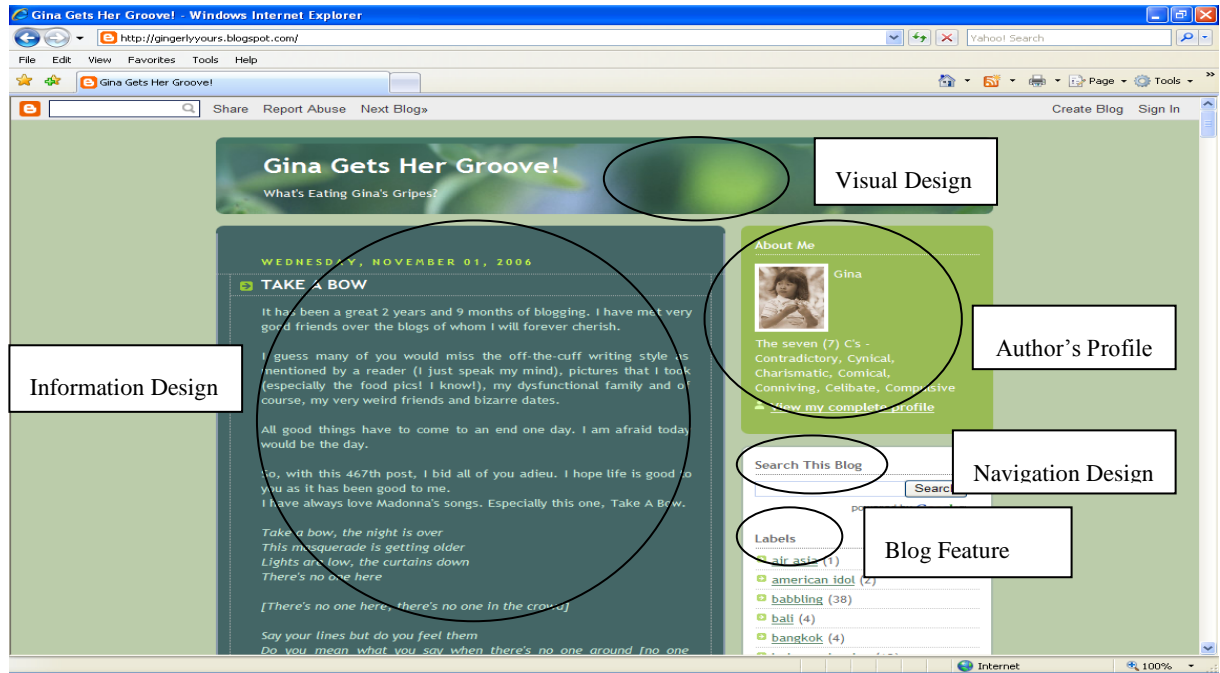 Gina Gets Her Groove! - Windows Internet Explorer
http://gingerlyyours.blogspot.com/
Yahoo! Search
File Edit View Favorites Tools Help
Gina Gets Her Groove!
Page Tools
Share Report Abuse Next Blog»
Create Blog Sign In
Gina Gets Her Groove!
What's Eating Gina's Gripes?
Visual Design
WEDNESDAY, NOVEMBER 01, 2006
TAKE A BOW
It has been a great 2 years and 9 months of blogging. I have met very
good friends over the blogs of whom I will forever cherish.
I guess many of you would miss the off-the-cuff writing style as
mentioned by a reader (I just speak my mind), pictures that I took
(especially the food pics! I know!), my dysfunctional family and of
course, my very weird friends and bizarre dates.
All good things have to come to an end one day. I am afraid today
would be the day.
So, with this 467th post, I bid all of you adieu. I hope life is good to
you as it has been good to me.
I have always love Madonna's songs. Especially this one, Take A Bow.
Take a bow, the night is over
This masquerade is getting older
Lights are low, the curtains down
There's no one here
[There's no one here, there's no one in the crowd]
Say your lines but do you feel them
Do you mean what you say when there's no one around [no one
Information Design
About Me
Gina
The seven (7) C's -
Contradictory, Cynical,
Charismatic, Comical,
Conniving, Celibate, Compulsive
View my complete profile
Author's Profile
Search This Blog
Search
Navigation Design
Labels
Blog Feature
air asia (1)
american idol (2)
babbling (38)
bali (4)
bangkok (4)
Internet
100%